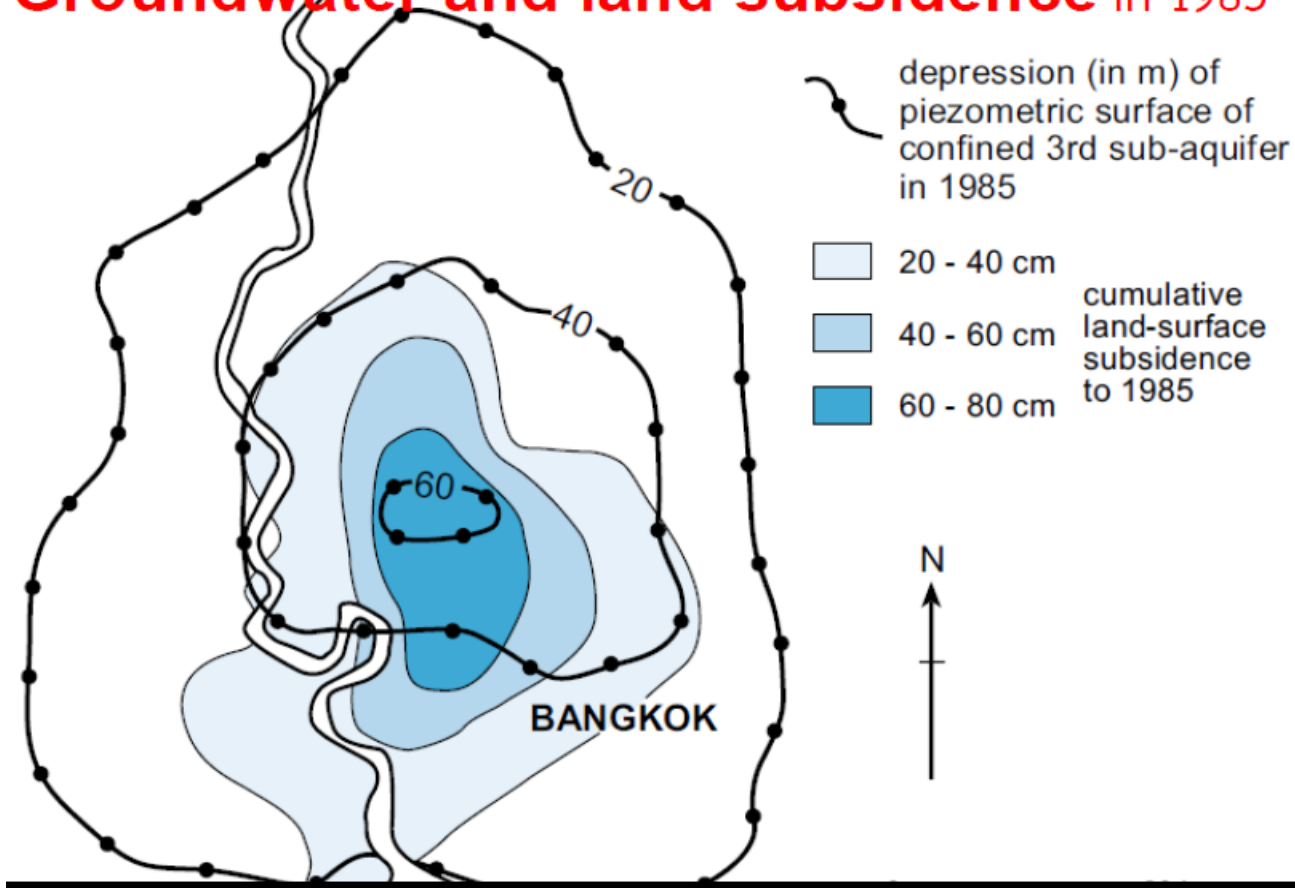 Groundwater and land subsidence in 1985
depression (in m) of
piezometric surface of
confined 3rd sub-aquifer
in 1985
20
20 - 40 cm
40 - 60 cm
60 - 80 cm
cumulative
land-surface
subsidence
to 1985
40
60
N
BANGKOK